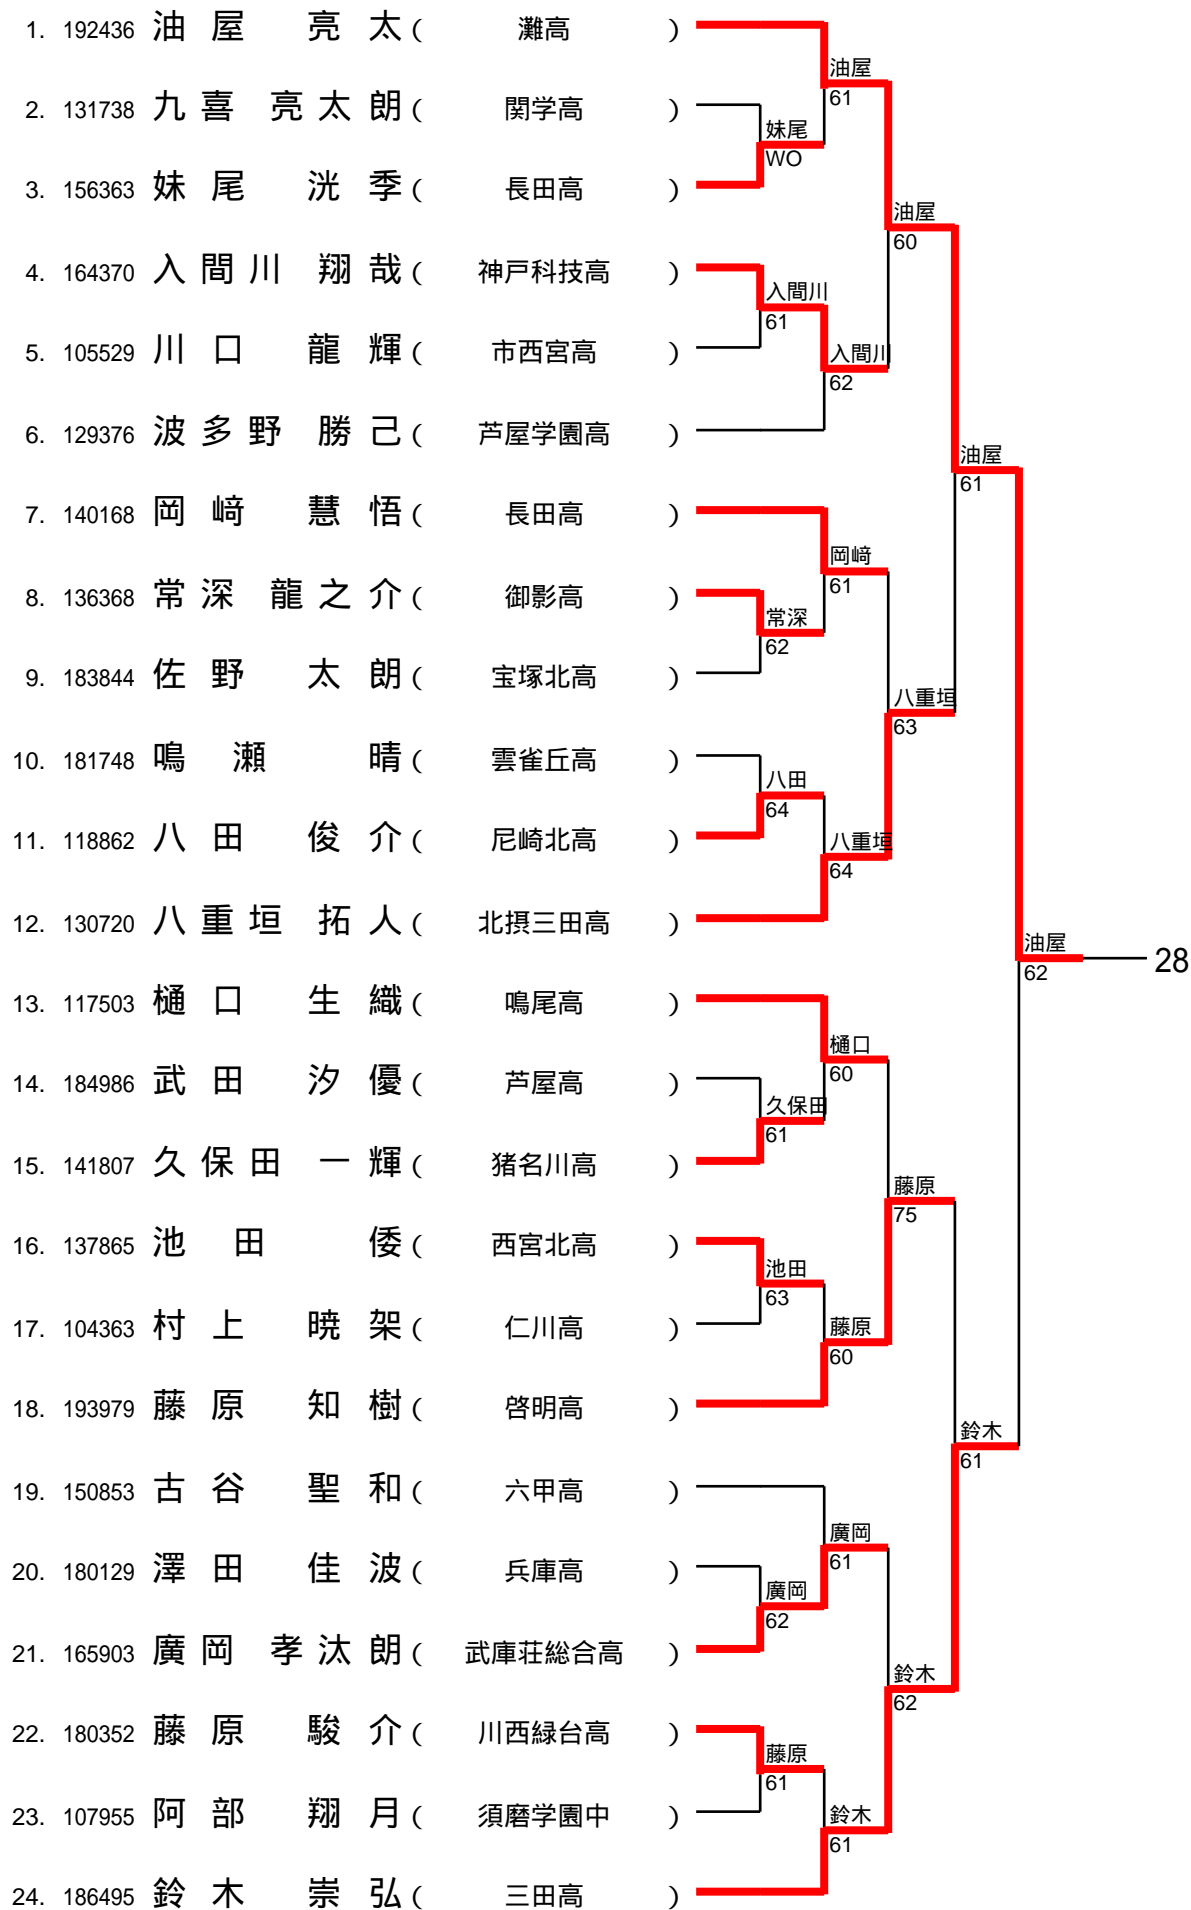 1. 192436 油屋 亮太 ( 灘高 )
2. 131738 九喜 亮太朗 ( 関学高 )
3. 156363 妹尾 洸季 ( 長田高 )
4. 164370 入間川 翔哉 ( 神戸科技高 )
5. 105529 川口 龍輝 ( 市西宮高 )
6. 129376 波多野 勝己 ( 芦屋学園高 )
7. 140168 岡﨑 慧悟 ( 長田高 )
8. 136368 常深 龍之介 ( 御影高 )
9. 183844 佐野 太朗 ( 宝塚北高 )
10. 181748 鳴瀬 晴 ( 雲雀丘高 )
11. 118862 八田 俊介 ( 尼崎北高 )
12. 130720 八重垣 拓人 ( 北摂三田高 )
13. 117503 樋口 生織 ( 鳴尾高 )
14. 184986 武田 汐優 ( 芦屋高 )
15. 141807 久保田 一輝 ( 猪名川高 )
16. 137865 池田 倭 ( 西宮北高 )
17. 104363 村上 暁架 ( 仁川高 )
18. 193979 藤原 知樹 ( 啓明高 )
19. 150853 古谷 聖和 ( 六甲高 )
20. 180129 澤田 佳波 ( 兵庫高 )
21. 165903 廣岡 孝汰朗 ( 武庫荘総合高 )
22. 180352 藤原 駿介 ( 川西緑台高 )
23. 107955 阿部 翔月 ( 須磨学園中 )
24. 186495 鈴木 崇弘 ( 三田高 )
妹尾
WO
入間川
61
常深
62
八田
64
久保田
61
池田
63
廣岡
62
藤原
61
油屋
61
入間川
62
岡﨑
61
八重垣
64
樋口
60
藤原
60
廣岡
61
鈴木
61
油屋
60
八重垣
63
藤原
75
鈴木
62
油屋
61
鈴木
61
油屋
62
28